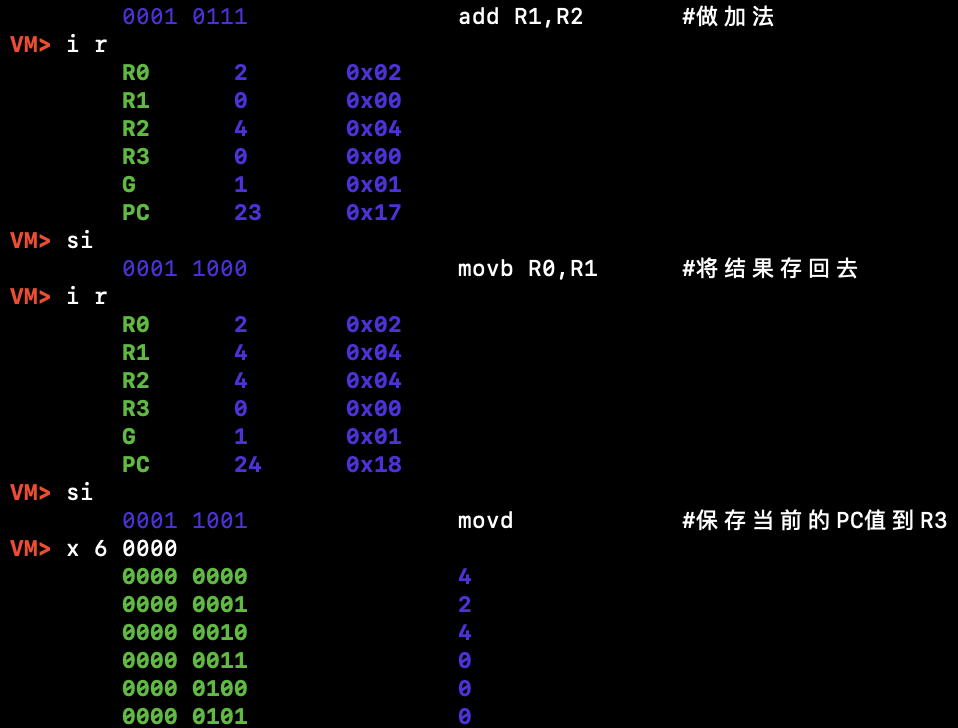 0001 0111 add R1,R2 #做加法
VM> i r
R0 2 0x02
R1 0 0x00
R2 4 0x04
R3 0 0x00
G 1 0x01
PC 23 0x17
VM> si
0001 1000 movb R0,R1 #将结果存回去
VM> i r
R0 2 0x02
R1 4 0x04
R2 4 0x04
R3 0 0x00
G 1 0x01
PC 24 0x18
VM> si
0001 1001 movd #保存当前的PC值到R3
VM> x 6 0000
0000 0000 4
0000 0001 2
0000 0010 4
0000 0011 0
0000 0100 0
0000 0101 0